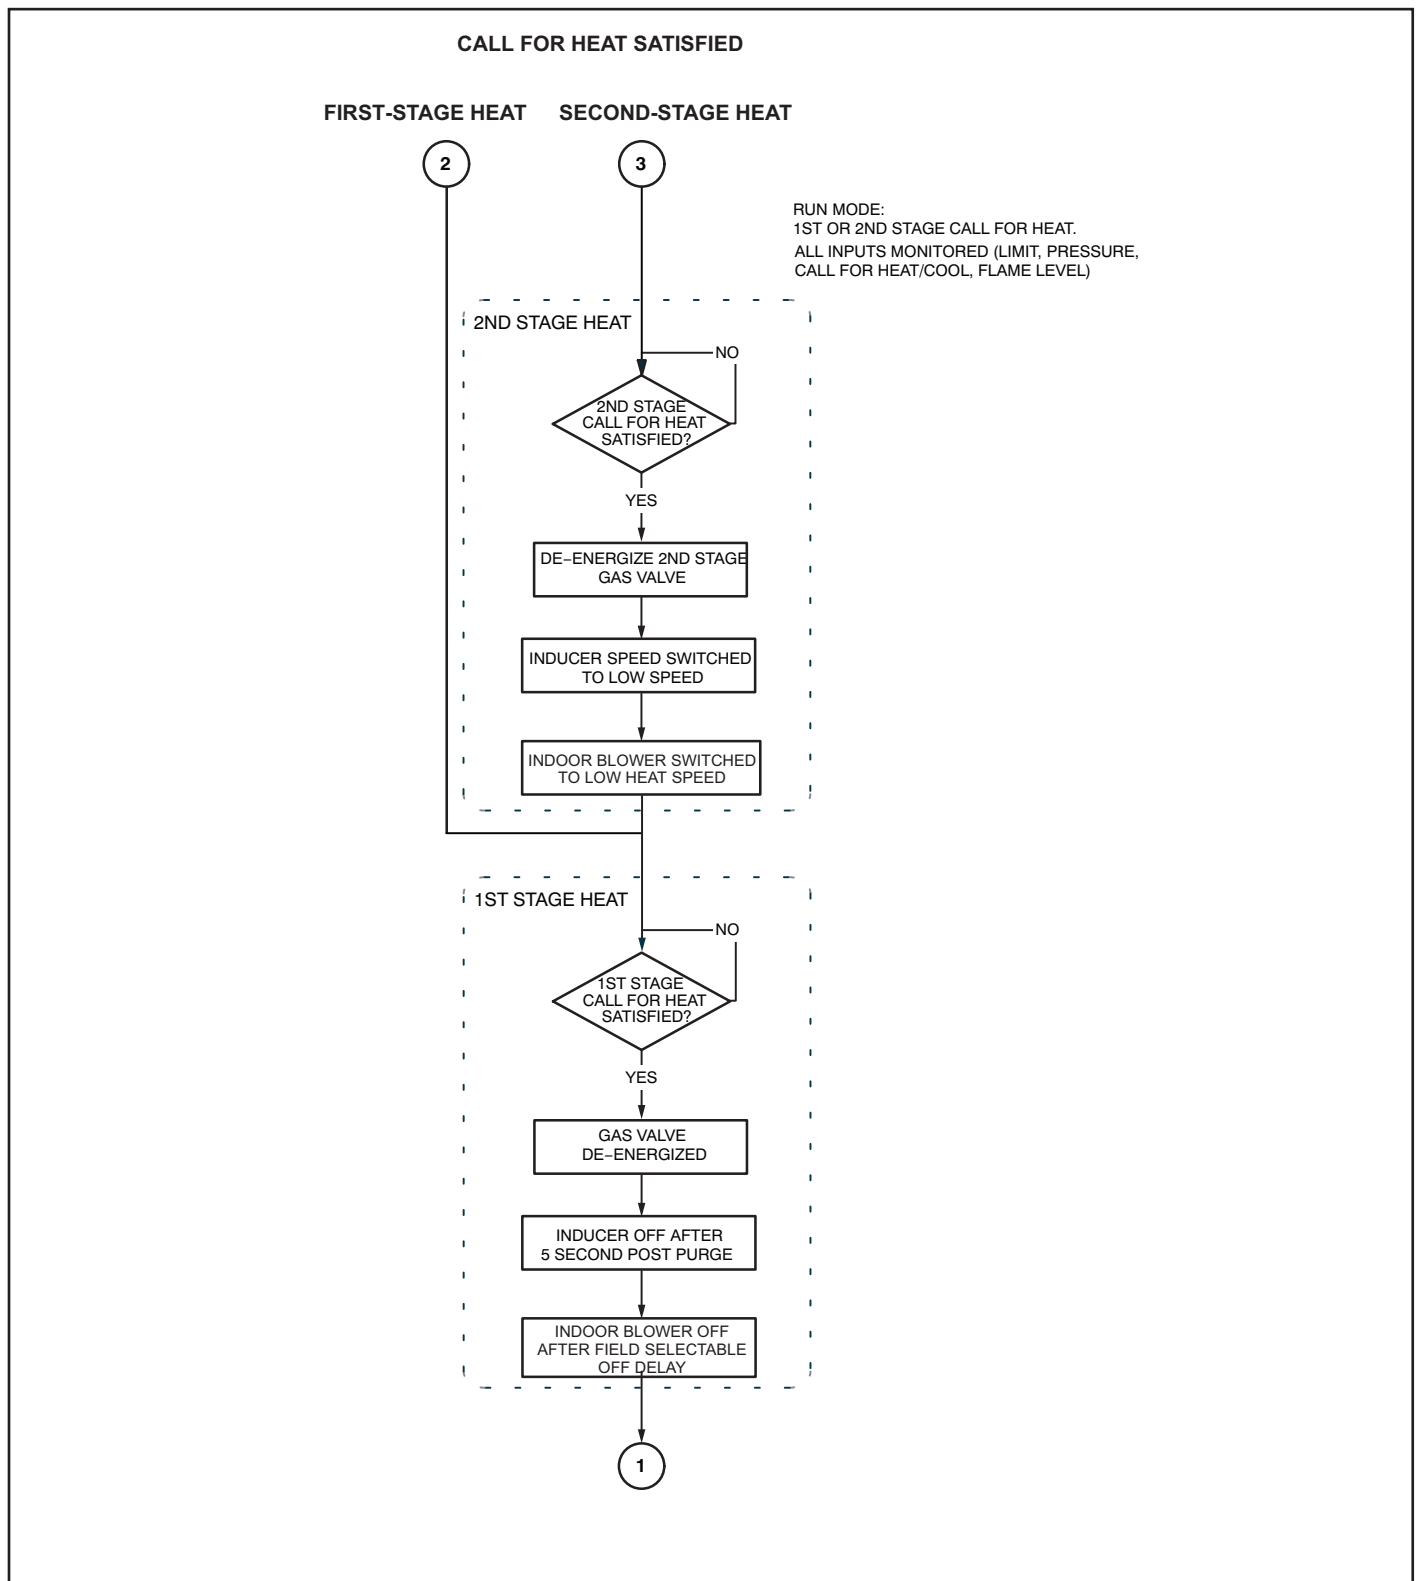 CALL FOR HEAT SATISFIED
FIRST-STAGE HEAT
SECOND-STAGE HEAT
2
3
RUN MODE:
1ST OR 2ND STAGE CALL FOR HEAT.
ALL INPUTS MONITORED (LIMIT, PRESSURE,
CALL FOR HEAT/COOL, FLAME LEVEL)
2ND STAGE HEAT
NO
2ND STAGE
CALL FOR HEAT
SATISFIED?
YES
DE-ENERGIZE 2ND STAGE
GAS VALVE
INDUCER SPEED SWITCHED
TO LOW SPEED
INDOOR BLOWER SWITCHED
TO LOW HEAT SPEED
1ST STAGE HEAT
NO
1ST STAGE
CALL FOR HEAT
SATISFIED?
YES
GAS VALVE
DE-ENERGIZED
INDUCER OFF AFTER
5 SECOND POST PURGE
INDOOR BLOWER OFF
AFTER FIELD SELECTABLE
OFF DELAY
1